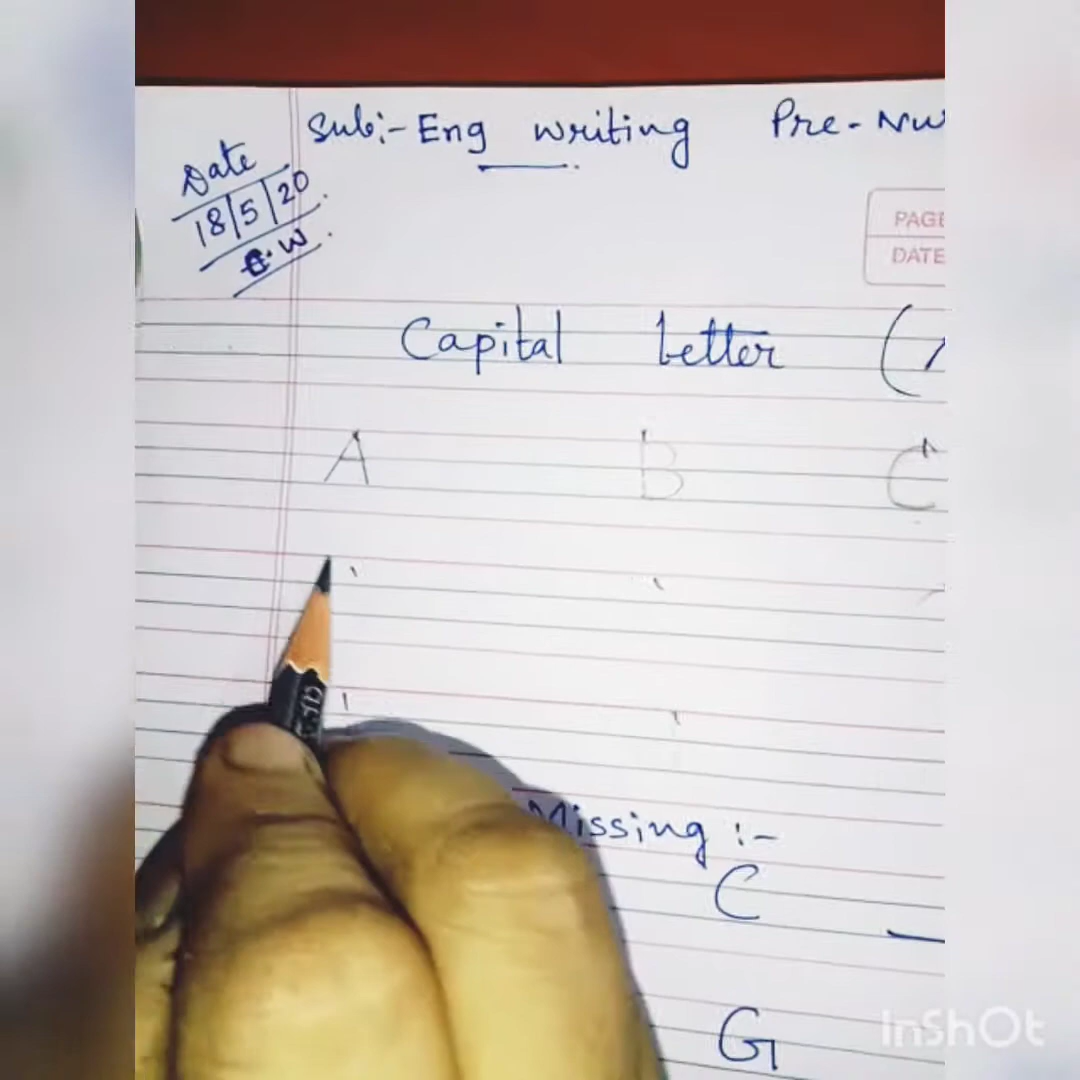 Sub:- Eng writing Pre-Nu
Date
18/5/20
C.W
PAGE
DATE
Capital letter (
A B C
Missing :-
C
G
InShOt